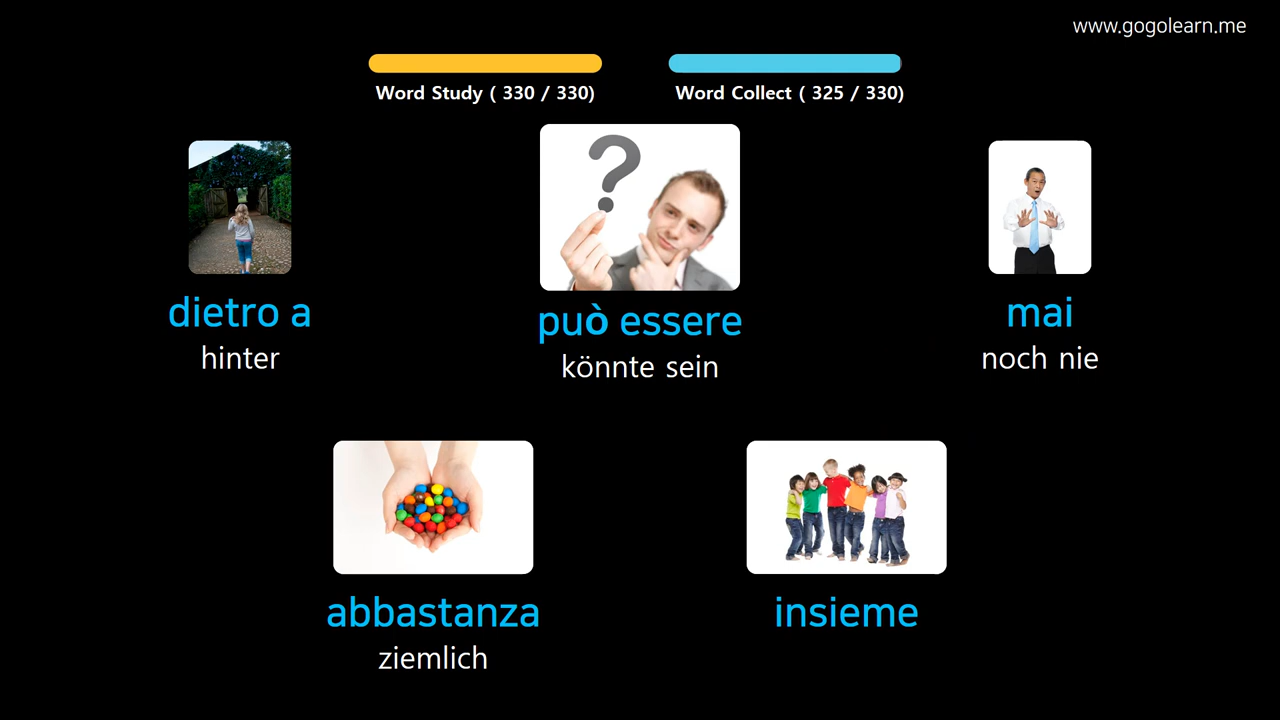 www.gogolearn.me
Word Study ( 330 / 330)
Word Collect ( 325 / 330)
dietro a
hinter
può essere
könnte sein
mai
noch nie
abbastanza
ziemlich
insieme